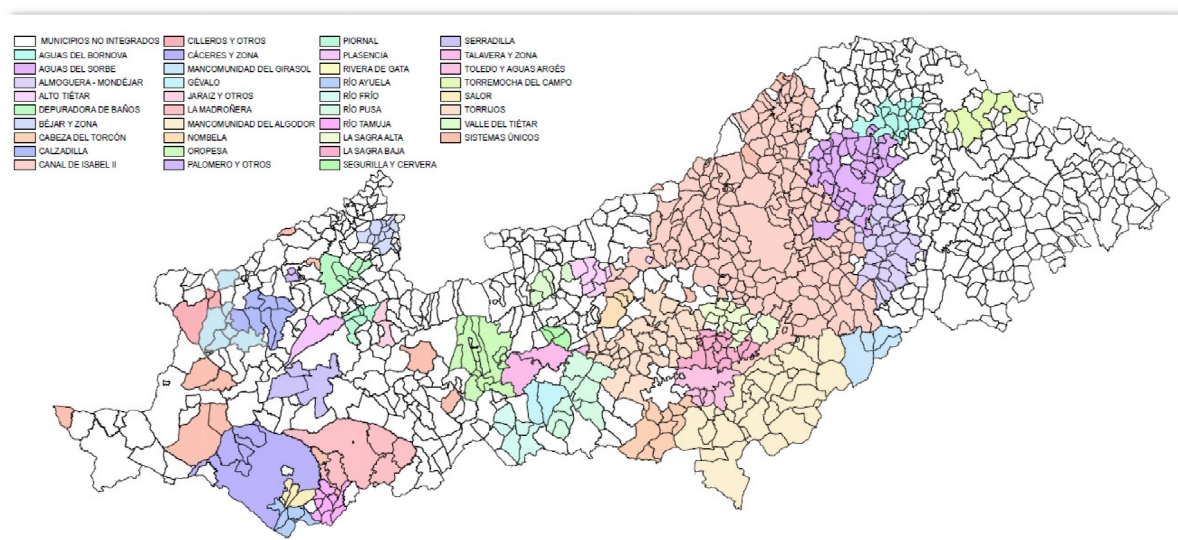 MUNICIPIOS NO INTEGRADOS
AGUAS DEL BORNOVA
AGUAS DEL SORBE
ALMOGUERA - MONDÉJAR
ALTO TIÉTAR
DEPURADORA DE BAÑOS
BÉJAR Y ZONA
CABEZA DEL TORCÓN
CALZADILLA
CANAL DE ISABEL II
CILLEROS Y OTROS
CÁCERES Y ZONA
MANCOMUNIDAD DEL GIRASOL
GÉVALO
JARAIZ Y OTROS
LA MADROÑERA
MANCOMUNIDAD DEL ALGODOR
NOMBELA
OROPESA
PALOMERO Y OTROS
PIORNAL
PLASENCIA
RIVERA DE GATA
RÍO AYUELA
RÍO FRÍO
RÍO PUSA
RÍO TAMUJA
LA SAGRA ALTA
LA SAGRA BAJA
SEGURILLA Y CERVERA
SERRADILLA
TALAVERA Y ZONA
TOLEDO Y AGUAS ARGÉS
TORREMOCHA DEL CAMPO
SALOR
TORRIJOS
VALLE DEL TIÉTAR
SISTEMAS ÚNICOS